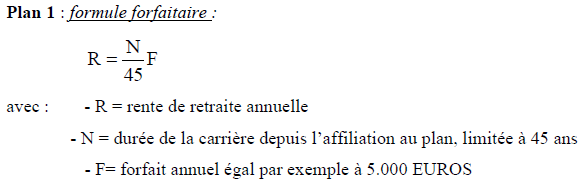 Plan 1 : formule forfaitaire :
R = N/45 F
avec : - R = rente de retraite annuelle
- N = durée de la carrière depuis l’affiliation au plan, limitée à 45 ans
- F= forfait annuel égal par exemple à 5.000 EUROS